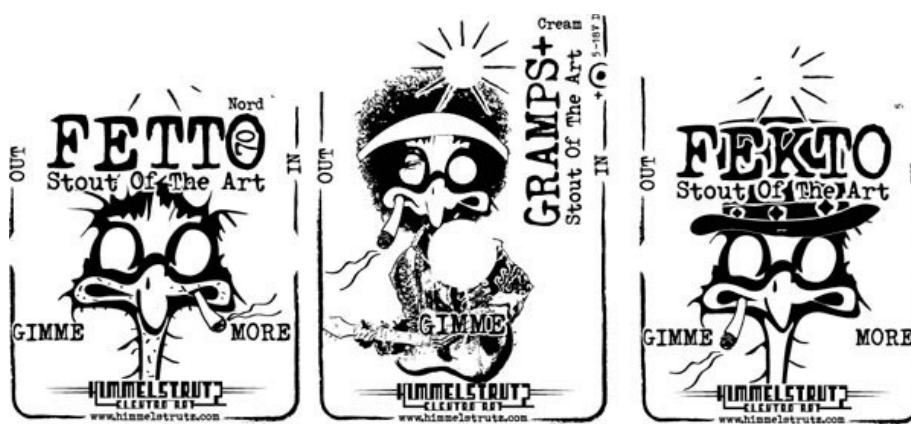 Nord
FETTO
70
Stout Of The Art
OUT
IN
GIMME
MORE
HIMMELSTRUTZ
ELEKTRO ART
www.himmelstrutz.com
Cream
GRAMPS+
Stout Of The Art
5-18V D
OUT
IN
GIMME
HIMMELSTRUTZ
ELEKTRO ART
www.himmelstrutz.com
FEKTO
Stout Of The Art
OUT
GIMME
MORE
HIMMELSTRUTZ
ELEKTRO ART
www.himmelstrutz.com